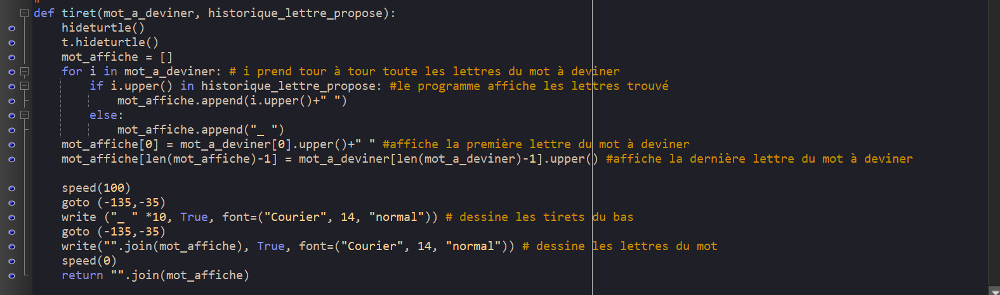 def tiret(mot_a_deviner, historique_lettre_propose):
    hideturtle()
    t.hideturtle()
    mot_affiche = []
    for i in mot_a_deviner: # i prend tour à tour toute les lettres du mot à deviner
        if i.upper() in historique_lettre_propose: #le programme affiche les lettres trouvé
            mot_affiche.append(i.upper()+" ")
        else:
            mot_affiche.append("_ ")
    mot_affiche[0] = mot_a_deviner[0].upper()+" " #affiche la première lettre du mot à deviner
    mot_affiche[len(mot_affiche)-1] = mot_a_deviner[len(mot_a_deviner)-1].upper() #affiche la dernière lettre du mot à deviner

    speed(100)
    goto (-135,-35)
    write ("_ " *10, True, font=("Courier", 14, "normal")) # dessine les tirets du bas
    goto (-135,-35)
    write("".join(mot_affiche), True, font=("Courier", 14, "normal")) # dessine les lettres du mot
    speed(0)
    return "".join(mot_affiche)